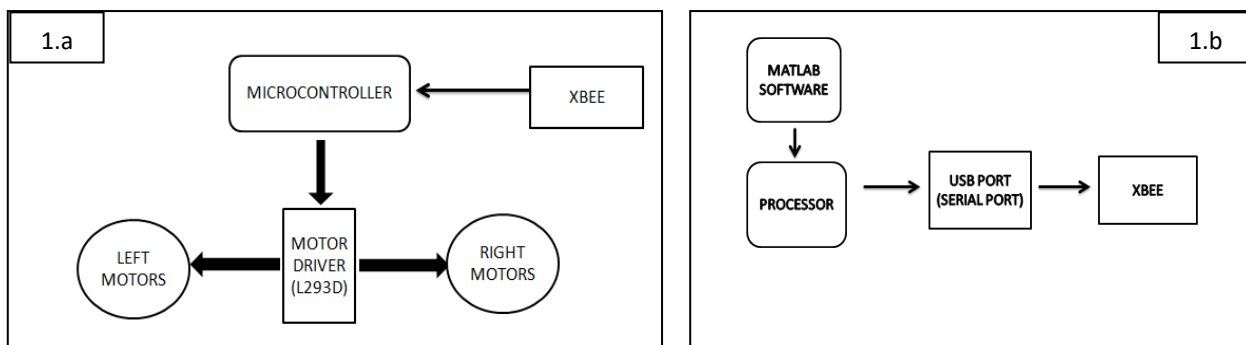 1.a
MICROCONTROLLER
XBEE
LEFT
MOTORS
MOTOR
DRIVER
(L293D)
RIGHT
MOTORS
1.b
MATLAB
SOFTWARE
PROCESSOR
USB PORT
(SERIAL PORT)
XBEE